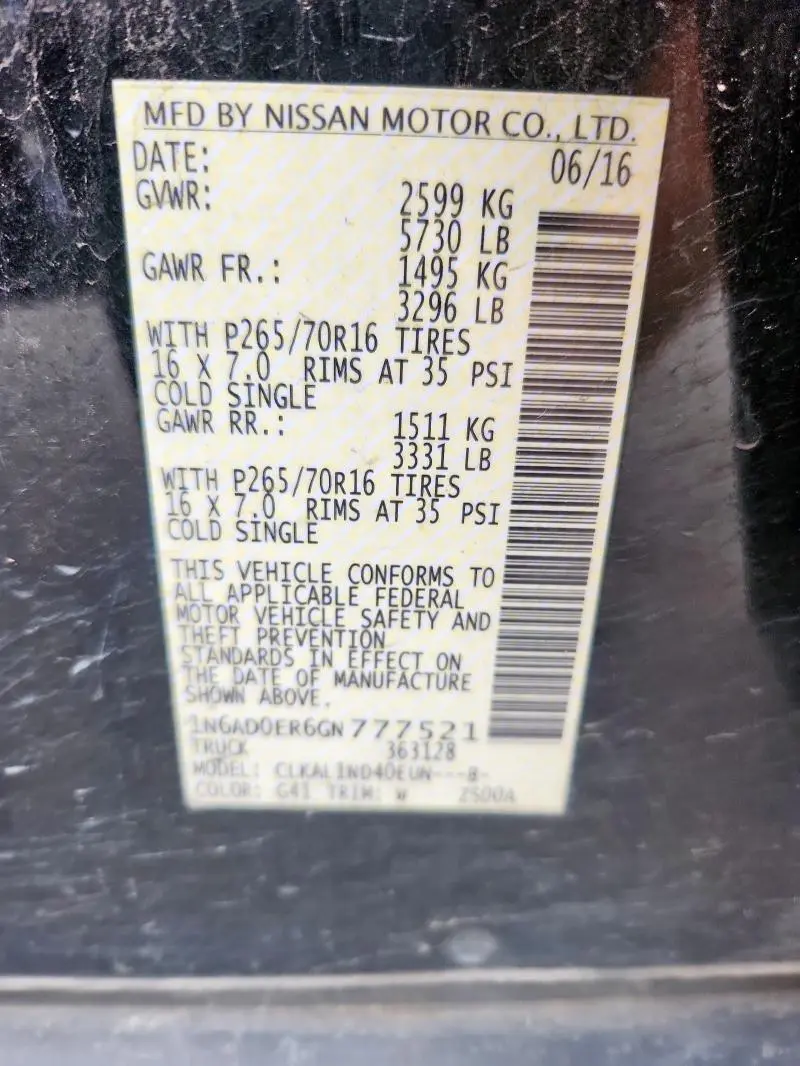 MFD BY NISSAN MOTOR CO., LTD.
DATE: 06/16
GVWR: 2599 KG
5730 LB
GAWR FR.: 1495 KG
3296 LB
WITH P265/70R16 TIRES
16 X 7.0 RIMS AT 35 PSI
COLD SINGLE
GAWR RR.: 1511 KG
3331 LB
WITH P265/70R16 TIRES
16 X 7.0 RIMS AT 35 PSI
COLD SINGLE
THIS VEHICLE CONFORMS TO
ALL APPLICABLE FEDERAL
MOTOR VEHICLE SAFETY AND
THEFT PREVENTION
STANDARDS IN EFFECT ON
THE DATE OF MANUFACTURE
SHOWN ABOVE.
1N6AD0ER6GN777521
TRUCK 363128
MODEL: CLKALIND40EUN---8-
COLOR: G41 TRIM: W 2500A